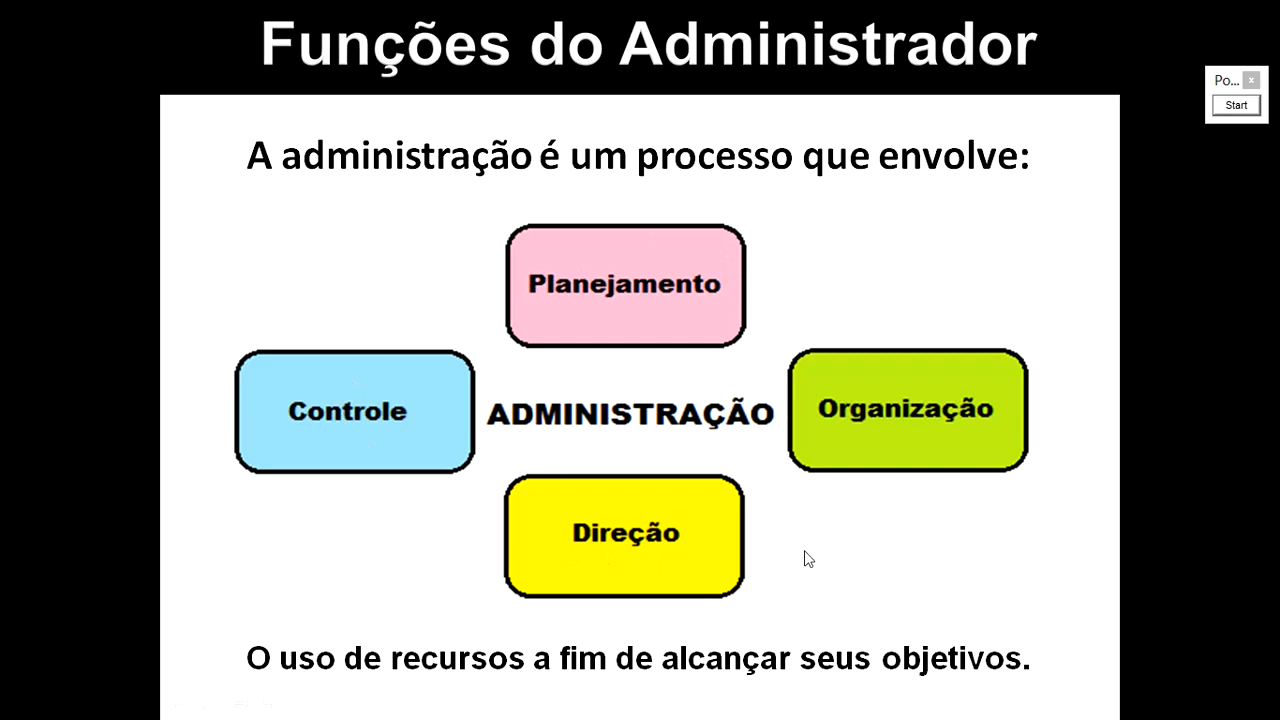 Funções do Administrador
Po...
x
Start
A administração é um processo que envolve:
Planejamento
Controle
ADMINISTRAÇÃO
Organização
Direção
O uso de recursos a fim de alcançar seus objetivos.